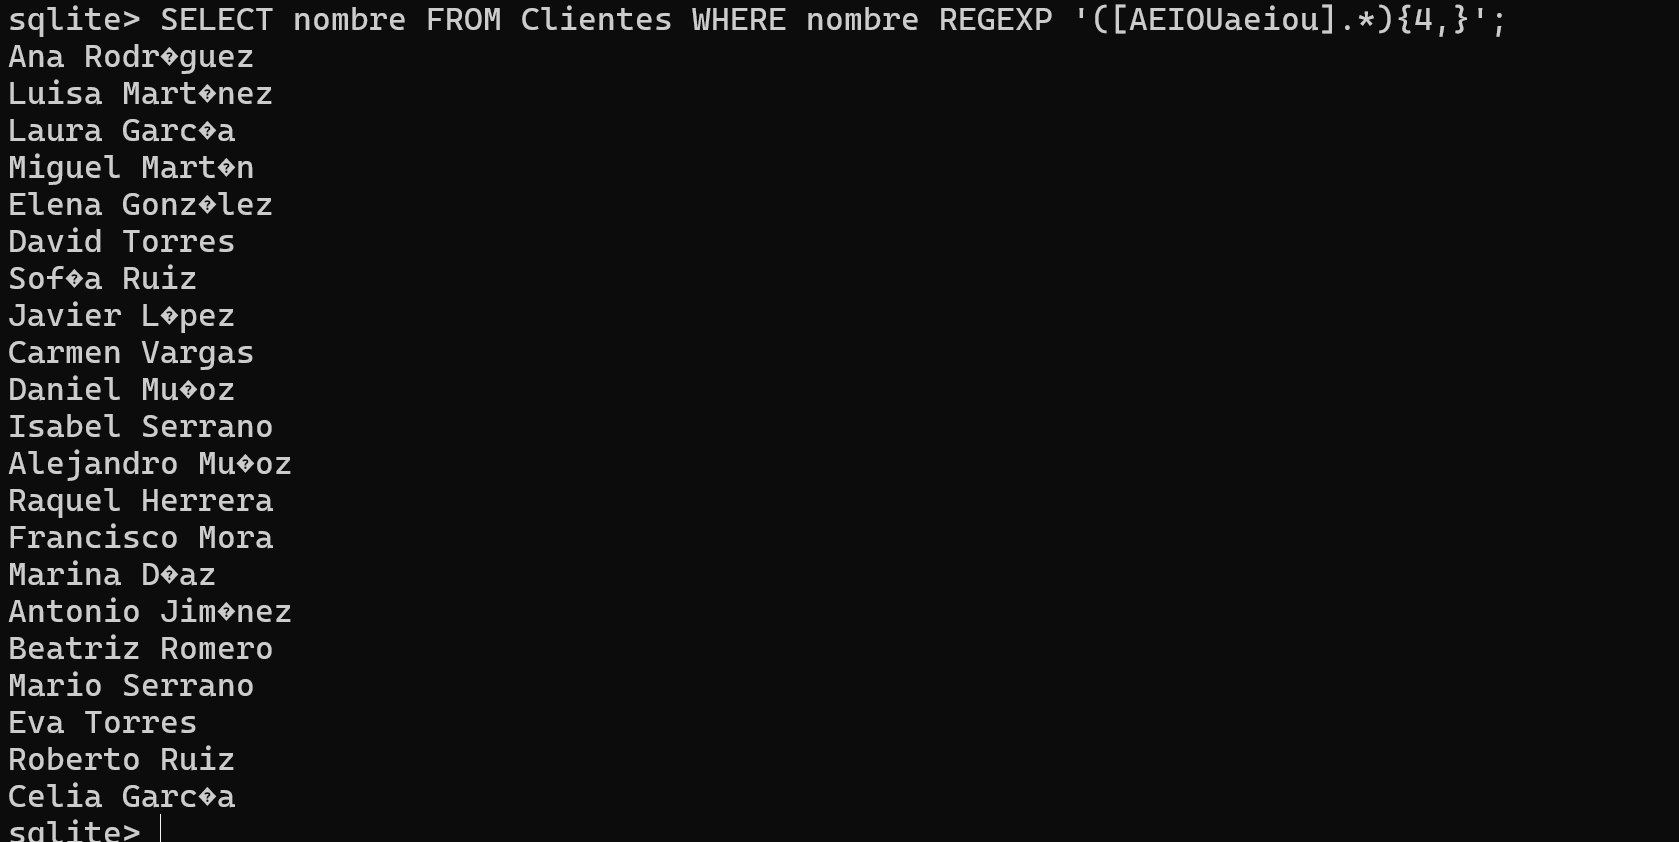 sqlite> SELECT nombre FROM Clientes WHERE nombre REGEXP '([AEIOUaeiou].*){4,}';
Ana Rodr�guez
Luisa Mart�nez
Laura Garc�a
Miguel Mart�n
Elena Gonz�lez
David Torres
Sof�a Ruiz
Javier L�pez
Carmen Vargas
Daniel Mu�oz
Isabel Serrano
Alejandro Mu�oz
Raquel Herrera
Francisco Mora
Marina D�az
Antonio Jim�nez
Beatriz Romero
Mario Serrano
Eva Torres
Roberto Ruiz
Celia Garc�a
sqlite>